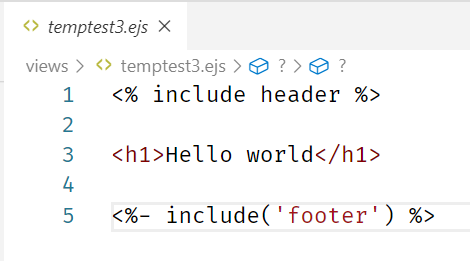 temptest3.ejs
views > temptest3.ejs > ? > ?
1 <% include header %>
2
3 <h1>Hello world</h1>
4
5 <%- include('footer') %>